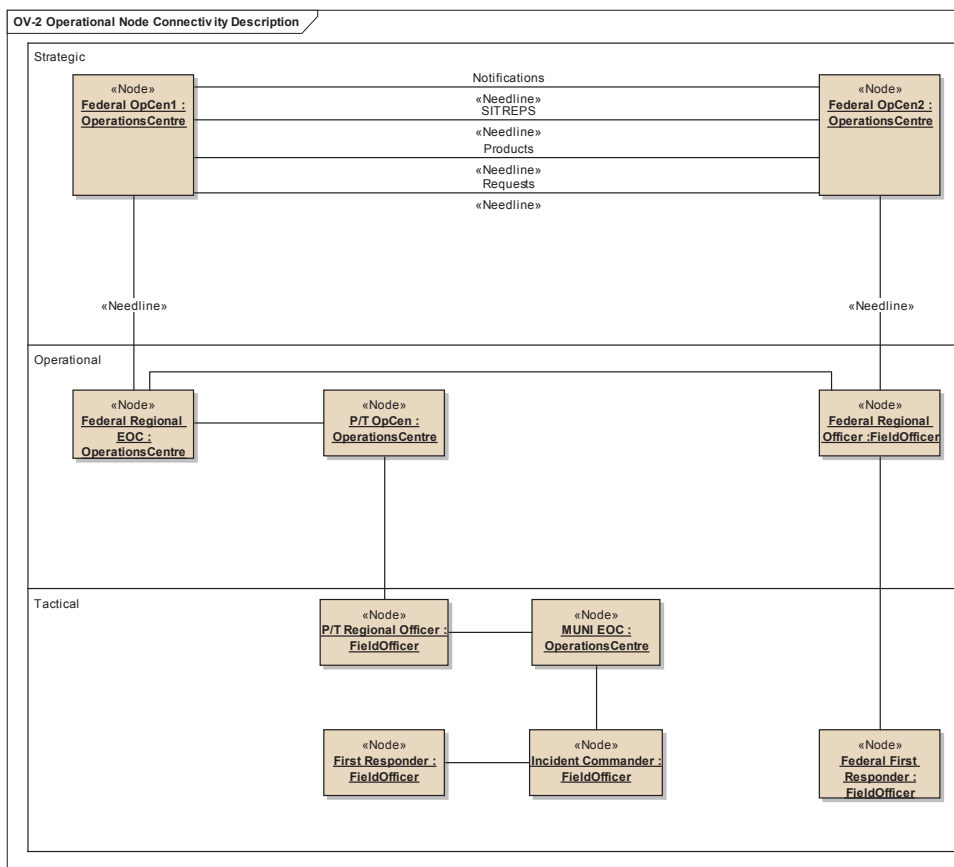 OV-2 Operational Node Connectivity Description
Strategic
«Node»
Federal OpCen1 :
OperationsCentre
Notifications
«Needline»
SITREPS
«Needline»
Products
«Needline»
Requests
«Needline»
«Node»
Federal OpCen2 :
OperationsCentre
«Needline»
«Needline»
Operational
«Node»
Federal Regional
EOC :
OperationsCentre
«Node»
P/T OpCen :
OperationsCentre
«Node»
Federal Regional
Officer :FieldOfficer
Tactical
«Node»
P/T Regional Officer :
FieldOfficer
«Node»
MUNI EOC :
OperationsCentre
«Node»
First Responder :
FieldOfficer
«Node»
Incident Commander :
FieldOfficer
«Node»
Federal First
Responder :
FieldOfficer